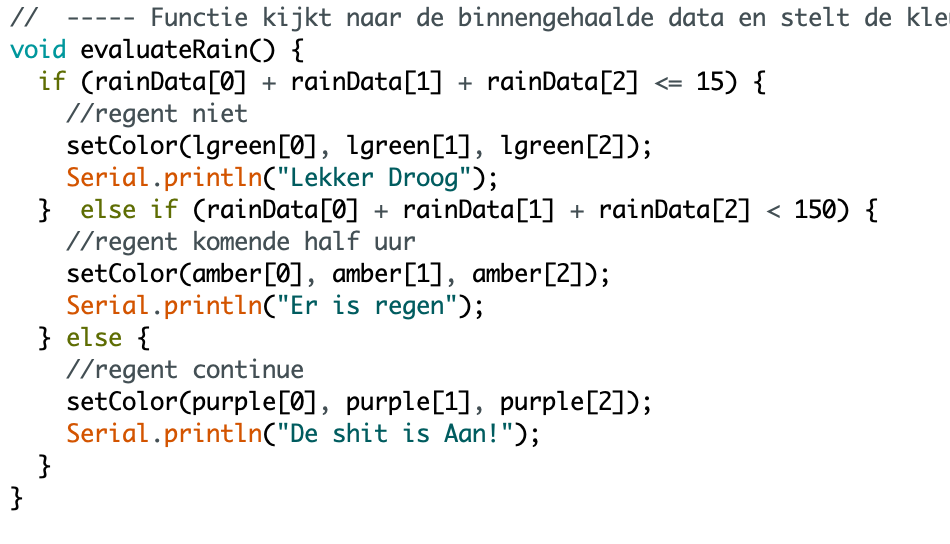 //  ----- Functie kijkt naar de binnengehaalde data en stelt de
void evaluateRain() {
  if (rainData[0] + rainData[1] + rainData[2] <= 15) {
    //regent niet
    setColor(lgreen[0], lgreen[1], lgreen[2]);
    Serial.println("Lekker Droog");
  }  else if (rainData[0] + rainData[1] + rainData[2] < 150) {
    //regent komende half uur
    setColor(amber[0], amber[1], amber[2]);
    Serial.println("Er is regen");
  } else {
    //regent continue
    setColor(purple[0], purple[1], purple[2]);
    Serial.println("De shit is Aan!");
  }
}